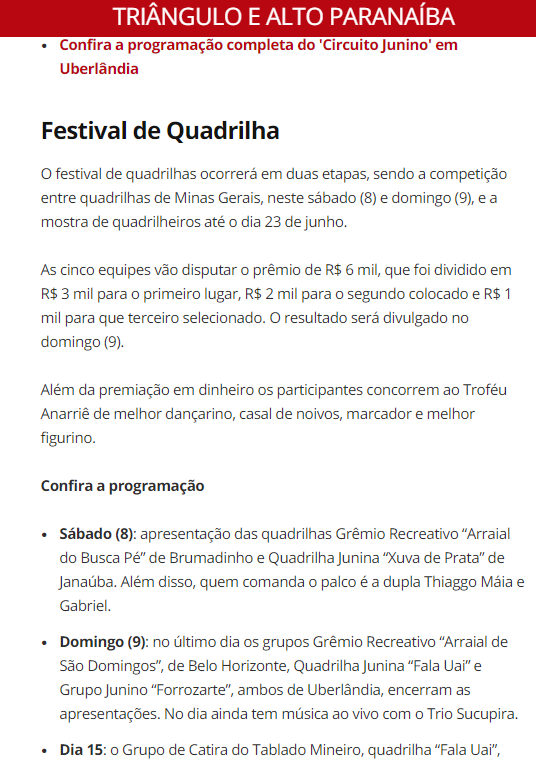 TRIÂNGULO E ALTO PARANAÍBA
• Confira a programação completa do 'Circuito Junino' em
Uberlândia
Festival de Quadrilha
O festival de quadrilhas ocorrerá em duas etapas, sendo a competição
entre quadrilhas de Minas Gerais, neste sábado (8) e domingo (9), e a
mostra de quadrilheiros até o dia 23 de junho.
As cinco equipes vão disputar o prêmio de R$ 6 mil, que foi dividido em
R$ 3 mil para o primeiro lugar, R$ 2 mil para o segundo colocado e R$ 1
mil para que terceiro selecionado. O resultado será divulgado no
domingo (9).
Além da premiação em dinheiro os participantes concorrem ao Troféu
Anarriê de melhor dançarino, casal de noivos, marcador e melhor
figurino.
Confira a programação
• Sábado (8): apresentação das quadrilhas Grêmio Recreativo “Arraial
do Busca Pé” de Brumadinho e Quadrilha Junina “Xuva de Prata” de
Janaúba. Além disso, quem comanda o palco é a dupla Thiaggo Máia e
Gabriel.
• Domingo (9): no último dia os grupos Grêmio Recreativo “Arraial de
São Domingos”, de Belo Horizonte, Quadrilha Junina “Fala Uai” e
Grupo Junino “Forrozarte”, ambos de Uberlândia, encerram as
apresentações. No dia ainda tem música ao vivo com o Trio Sucupira.
• Dia 15: o Grupo de Catira do Tablado Mineiro, quadrilha “Fala Uai”,